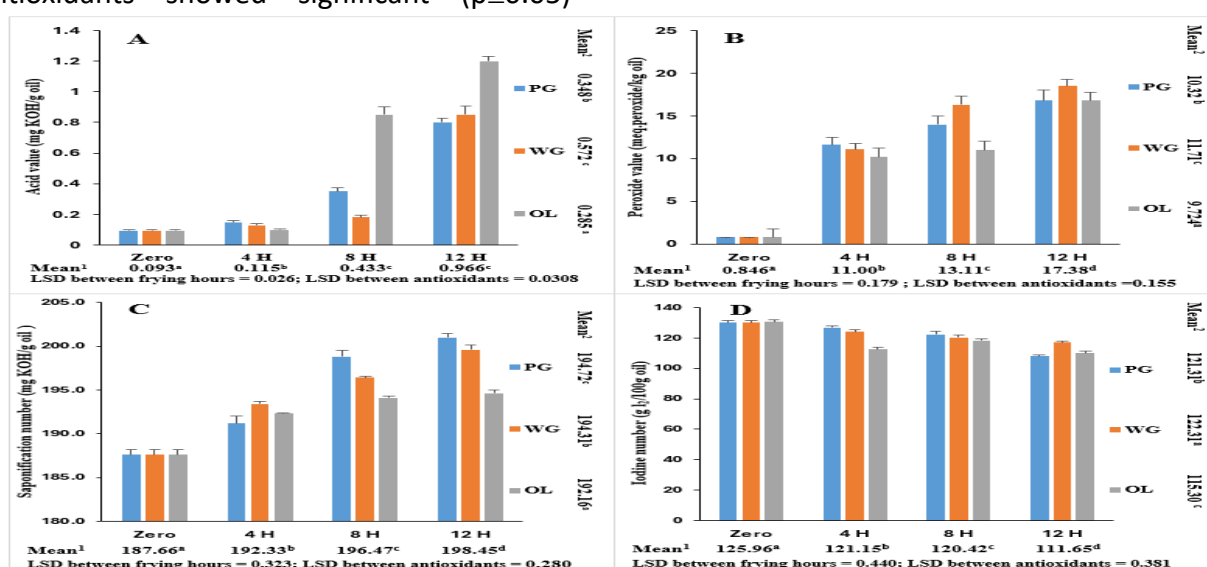 antioxidants showed significant (p≤0.05)
A
Acid value (mg KOH/g oil)
1.4
1.2
1
0.8
0.6
0.4
0.2
0
Zero 4 H 8 H 12 H
Mean¹ 0.093ᵃ 0.115ᵇ 0.433ᶜ 0.966ᶜ
LSD between frying hours = 0.026; LSD between antioxidants = 0.0308
PG
WG
OL
Mean² 0.348ᵇ 0.572ᶜ 0.285ᵃ
B
Peroxide value (meq.peroxide/kg oil)
25
20
15
10
5
0
Zero 4 H 8 H 12 H
Mean¹ 0.846ᵃ 11.00ᵇ 13.11ᶜ 17.38ᵈ
LSD between frying hours = 0.179 ; LSD between antioxidants =0.155
PG
WG
OL
Mean² 10.32ᵇ 11.71ᶜ 9.724ᵃ
C
Saponification number (mg KOH/g oil )
205.0
200.0
195.0
190.0
185.0
180.0
Zero 4 H 8 H 12 H
Mean¹ 187.66ᵃ 192.33ᵇ 196.47ᶜ 198.45ᵈ
LSD between frying hours = 0.323; LSD between antioxidants = 0.280
PG
WG
OL
Mean² 194.72ᶜ 194.31ᵇ 192.16ᵃ
D
Iodine number (g I₂/100g oil)
140
120
100
80
60
40
20
0
Zero 4 H 8 H 12 H
Mean¹ 125.96ᵃ 121.15ᵇ 120.42ᶜ 111.65ᵈ
LSD between frying hours = 0.440; LSD between antioxidants = 0.381
PG
WG
OL
Mean² 121.31ᵇ 122.31ᵃ 115.30ᶜ